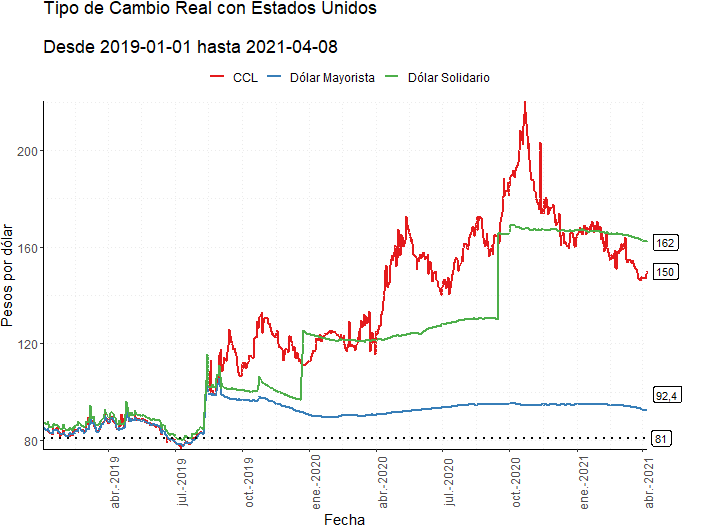 Tipo de Cambio Real con Estados Unidos
Desde 2019-01-01 hasta 2021-04-08
CCL Dólar Mayorista Dólar Solidario
Pesos por dólar
200
160
120
80
162
150
92,4
81
abr.-2019 jul.-2019 oct.-2019 ene.-2020 abr.-2020 jul.-2020 oct.-2020 ene.-2021 abr.-2021
Fecha